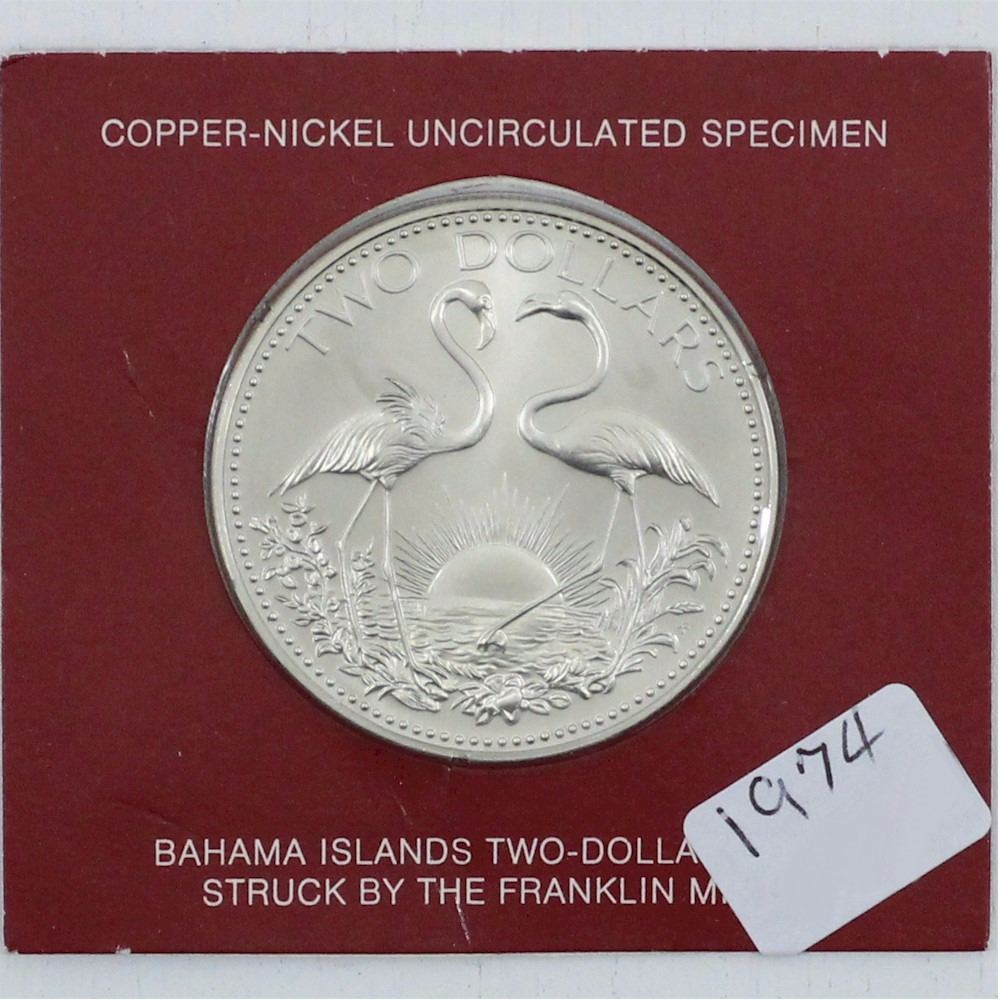 COPPER-NICKEL UNCIRCULATED SPECIMEN
TWO DOLLARS
1974
BAHAMA ISLANDS TWO-DOLLA
STRUCK BY THE FRANKLIN M